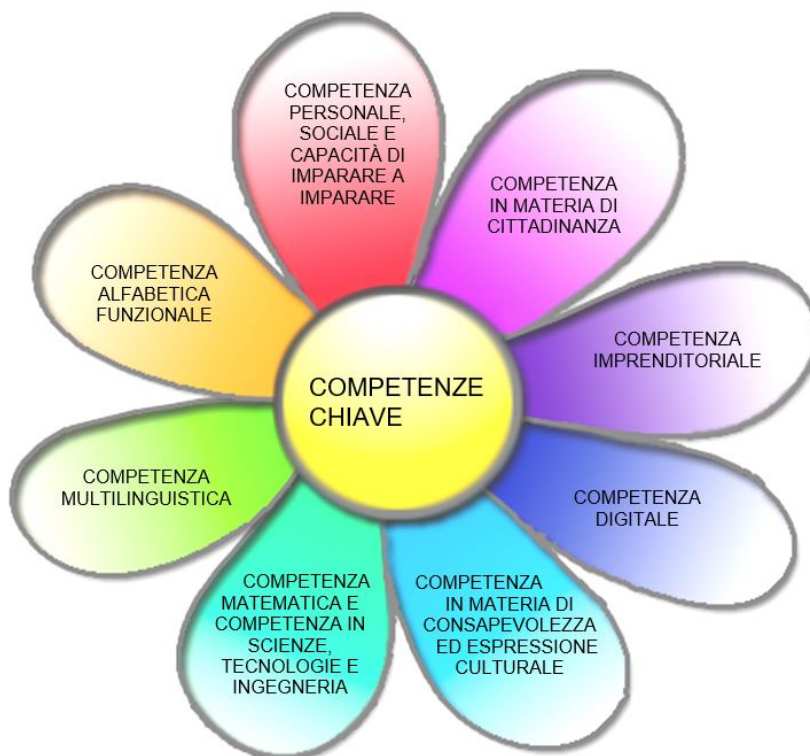 COMPETENZA
PERSONALE,
SOCIALE E
CAPACITÀ DI
IMPARARE A
IMPARARE
COMPETENZA
IN MATERIA DI
CITTADINANZA
COMPETENZA
IMPRENDITORIALE
COMPETENZA
DIGITALE
COMPETENZA
IN MATERIA DI
CONSAPEVOLEZZA
ED ESPRESSIONE
CULTURALE
COMPETENZA
MATEMATICA E
COMPETENZA IN
SCIENZE,
TECNOLOGIE E
INGEGNERIA
COMPETENZA
MULTILINGUISTICA
COMPETENZA
ALFABETICA
FUNZIONALE
COMPETENZE
CHIAVE